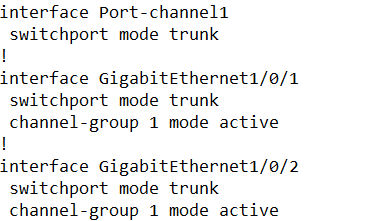 interface Port-channel1
 switchport mode trunk
!
interface GigabitEthernet1/0/1
 switchport mode trunk
 channel-group 1 mode active
!
interface GigabitEthernet1/0/2
 switchport mode trunk
 channel-group 1 mode active